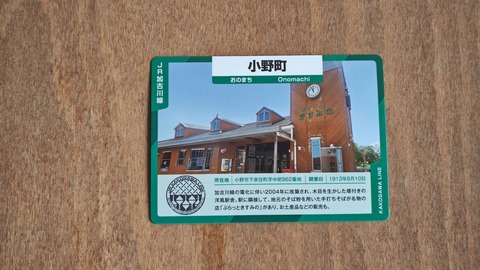 小野町
おのまち Onomachi
JR加古川線
所在地 小野市下来住町字中新962番地 開業日 1913年8月10日
加古川線の電化に伴い2004年に改築され、木目を生かした塔付きの
洋風駅舎。駅に隣接して、地元のそば粉を用いた手打ちそばが名物の
店「ぷらっときすみの」があり、お土産品などの販売も。
KAKOGAWA LINE